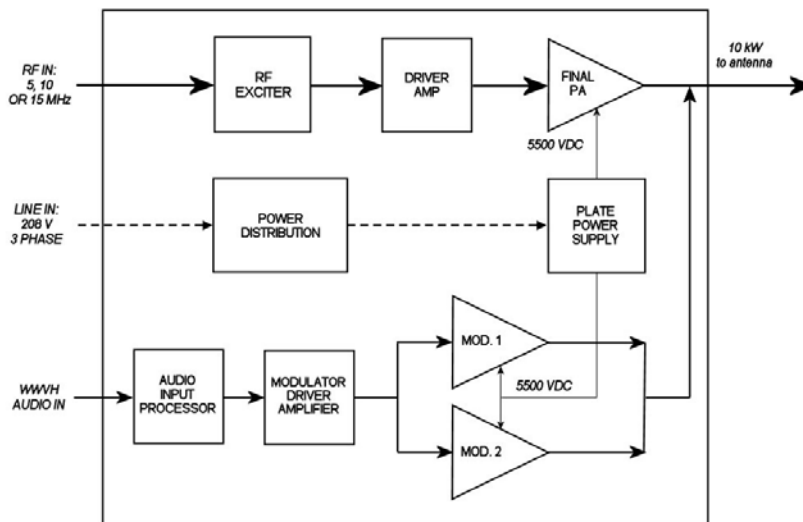 RF IN:
5, 10
OR 15 MHz
RF
EXCITER
DRIVER
AMP
FINAL
PA
10 kW
to antenna
5500 VDC
LINE IN:
208 V
3 PHASE
POWER
DISTRIBUTION
PLATE
POWER
SUPPLY
WWVH
AUDIO IN
AUDIO
INPUT
PROCESSOR
MODULATOR
DRIVER
AMPLIFIER
MOD. 1
5500 VDC
MOD. 2